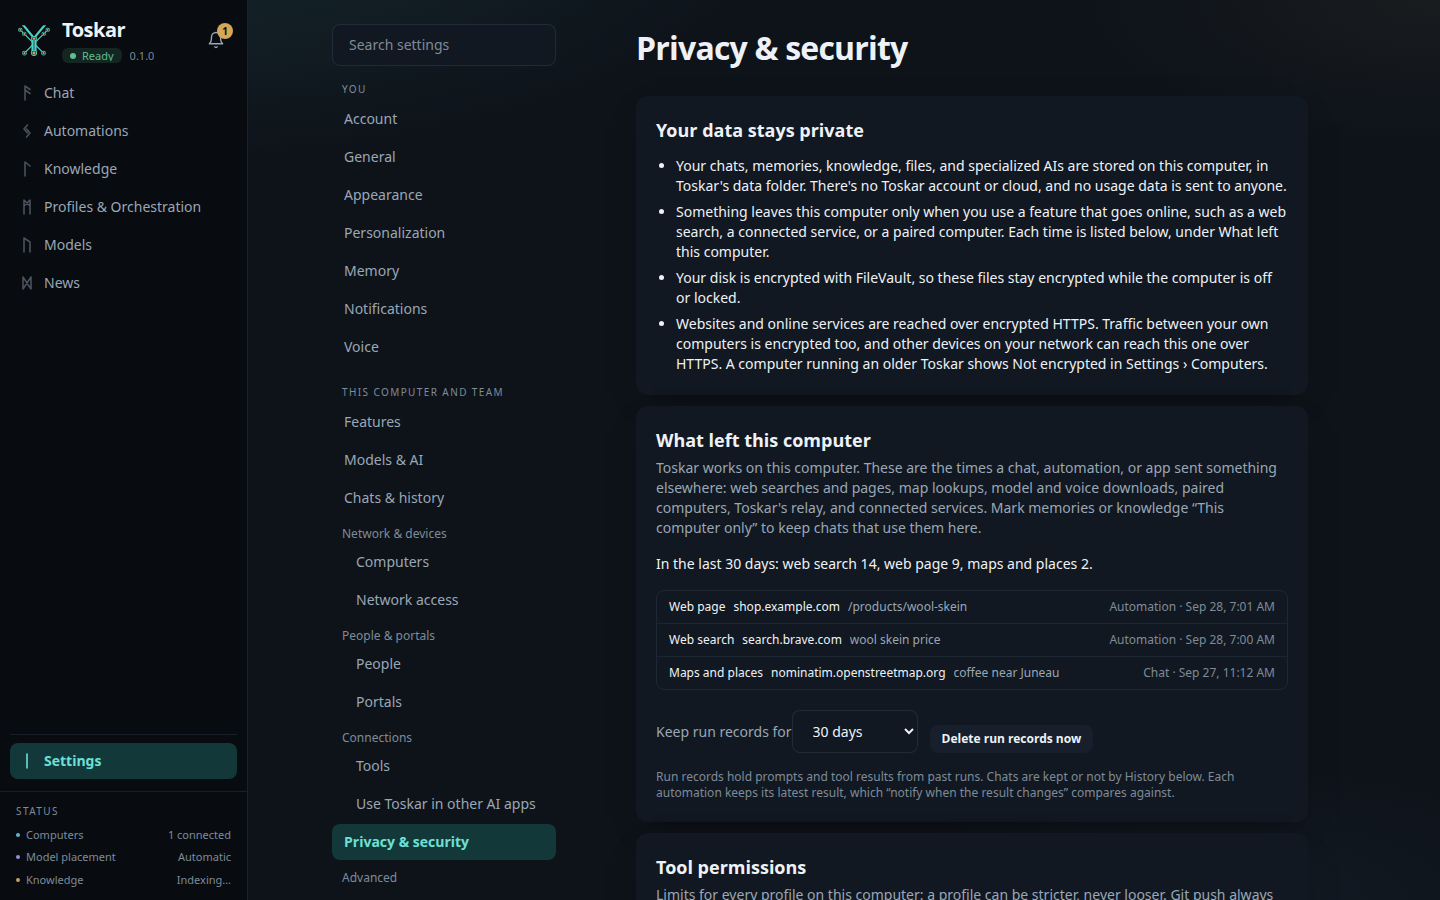 Toskar
Ready 0.1.0
1
Chat
Automations
Knowledge
Profiles & Orchestration
Models
News
Settings
STATUS
Computers 1 connected
Model placement Automatic
Knowledge Indexing...
Search settings
YOU
Account
General
Appearance
Personalization
Memory
Notifications
Voice
THIS COMPUTER AND TEAM
Features
Models & AI
Chats & history
Network & devices
Computers
Network access
People & portals
People
Portals
Connections
Tools
Use Toskar in other AI apps
Privacy & security
Advanced
Privacy & security
Your data stays private
• Your chats, memories, knowledge, files, and specialized AIs are stored on this computer, in
Toskar's data folder. There's no Toskar account or cloud, and no usage data is sent to anyone.
• Something leaves this computer only when you use a feature that goes online, such as a web
search, a connected service, or a paired computer. Each time is listed below, under What left
this computer.
• Your disk is encrypted with FileVault, so these files stay encrypted while the computer is off
or locked.
• Websites and online services are reached over encrypted HTTPS. Traffic between your own
computers is encrypted too, and other devices on your network can reach this one over
HTTPS. A computer running an older Toskar shows Not encrypted in Settings › Computers.
What left this computer
Toskar works on this computer. These are the times a chat, automation, or app sent something
elsewhere: web searches and pages, map lookups, model and voice downloads, paired
computers, Toskar's relay, and connected services. Mark memories or knowledge “This
computer only” to keep chats that use them here.
In the last 30 days: web search 14, web page 9, maps and places 2.
Web page shop.example.com /products/wool-skein Automation · Sep 28, 7:01 AM
Web search search.brave.com wool skein price Automation · Sep 28, 7:00 AM
Maps and places nominatim.openstreetmap.org coffee near Juneau Chat · Sep 27, 11:12 AM
Keep run records for 30 days Delete run records now
Run records hold prompts and tool results from past runs. Chats are kept or not by History below. Each
automation keeps its latest result, which “notify when the result changes” compares against.
Tool permissions
Limits for every profile on this computer: a profile can be stricter, never looser. Git push always